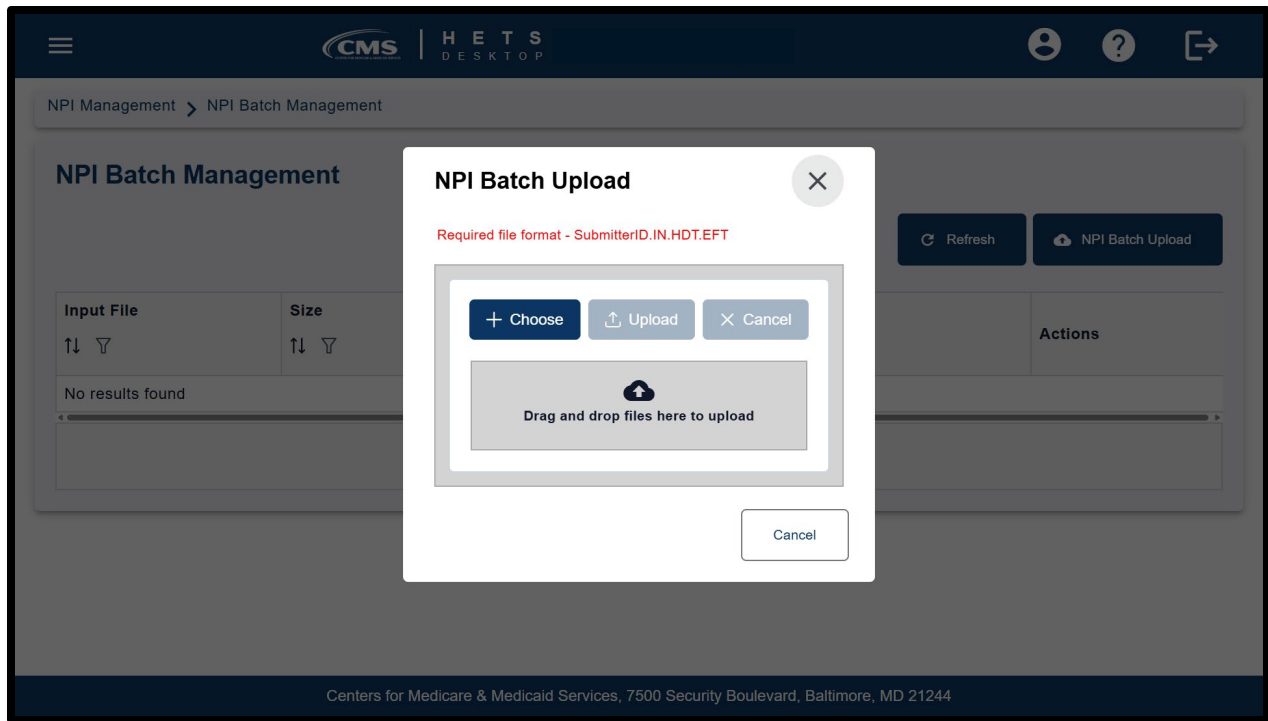 CMS
HETS
DESKTOP
NPI Management
NPI Batch Management
NPI Batch Management
Refresh
NPI Batch Upload
Input File
Size
Actions
No results found
NPI Batch Upload
Required file format - SubmitterID.IN.HDT.EFT
Choose
Upload
Cancel
Drag and drop files here to upload
Cancel
Centers for Medicare & Medicaid Services, 7500 Security Boulevard, Baltimore, MD 21244